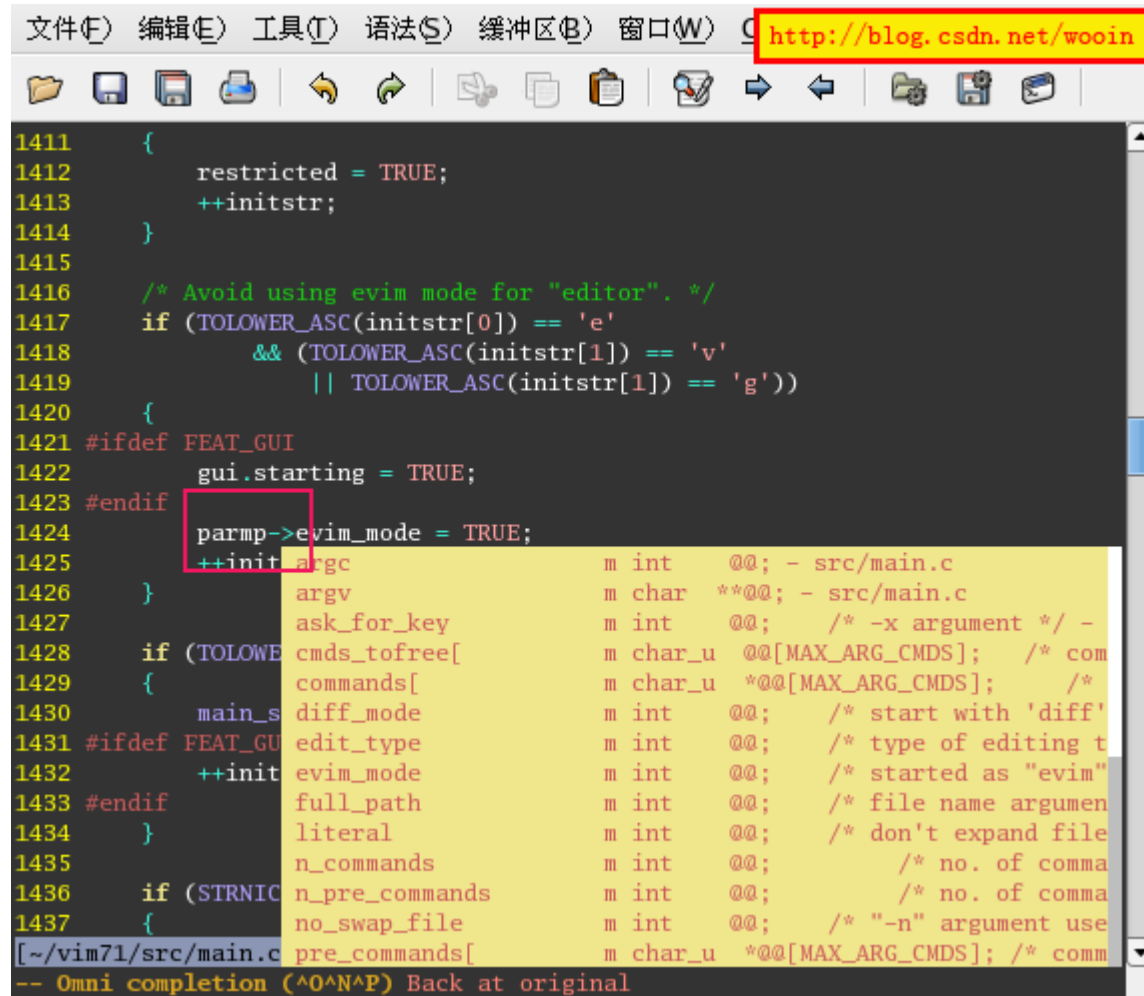 文件(F) 编辑(E) 工具(T) 语法(S) 缓冲区(B) 窗口(W)
http://blog.csdn.net/wooin
1411 {
1412 restricted = TRUE;
1413 ++initstr;
1414 }
1415
1416 /* Avoid using evim mode for "editor". */
1417 if (TOLOWER_ASC(initstr[0]) == 'e'
1418 && (TOLOWER_ASC(initstr[1]) == 'v'
1419 || TOLOWER_ASC(initstr[1]) == 'g'))
1420 {
1421 #ifdef FEAT_GUI
1422 gui.starting = TRUE;
1423 #endif
1424 parmp->evim_mode = TRUE;
1425 ++init argc m int @@; - src/main.c
1426 } argv m char **@@; - src/main.c
1427 ask_for_key m int @@; /* -x argument */ -
1428 if (TOLOWE cmds_tofree[ m char_u @@[MAX_ARG_CMDS]; /* com
1429 { commands[ m char_u *@@[MAX_ARG_CMDS]; /*
1430 main_s diff_mode m int @@; /* start with 'diff'
1431 #ifdef FEAT_GU edit_type m int @@; /* type of editing t
1432 ++init evim_mode m int @@; /* started as "evim"
1433 #endif full_path m int @@; /* file name argumen
1434 } literal m int @@; /* don't expand file
1435 n_commands m int @@; /* no. of comma
1436 if (STRNIC n_pre_commands m int @@; /* no. of comma
1437 { no_swap_file m int @@; /* "-n" argument use
[~/vim71/src/main.c pre_commands[ m char_u *@@[MAX_ARG_CMDS]; /* comm
-- Omni completion (^O^N^P) Back at original